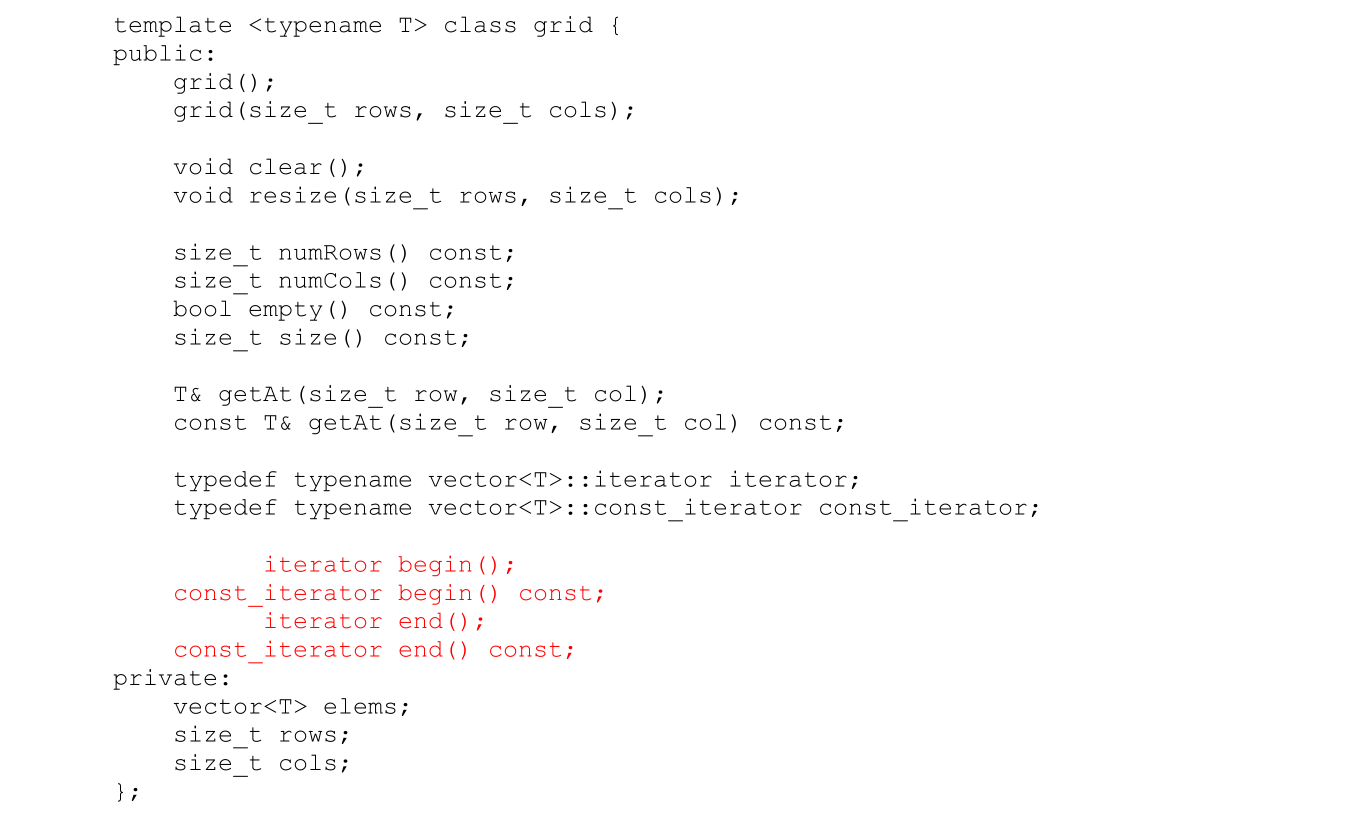 template <typename T> class grid {
public:
    grid();
    grid(size_t rows, size_t cols);

    void clear();
    void resize(size_t rows, size_t cols);

    size_t numRows() const;
    size_t numCols() const;
    bool empty() const;
    size_t size() const;

    T& getAt(size_t row, size_t col);
    const T& getAt(size_t row, size_t col) const;

    typedef typename vector<T>::iterator iterator;
    typedef typename vector<T>::const_iterator const_iterator;

          iterator begin();
    const_iterator begin() const;
          iterator end();
    const_iterator end() const;
private:
    vector<T> elems;
    size_t rows;
    size_t cols;
};